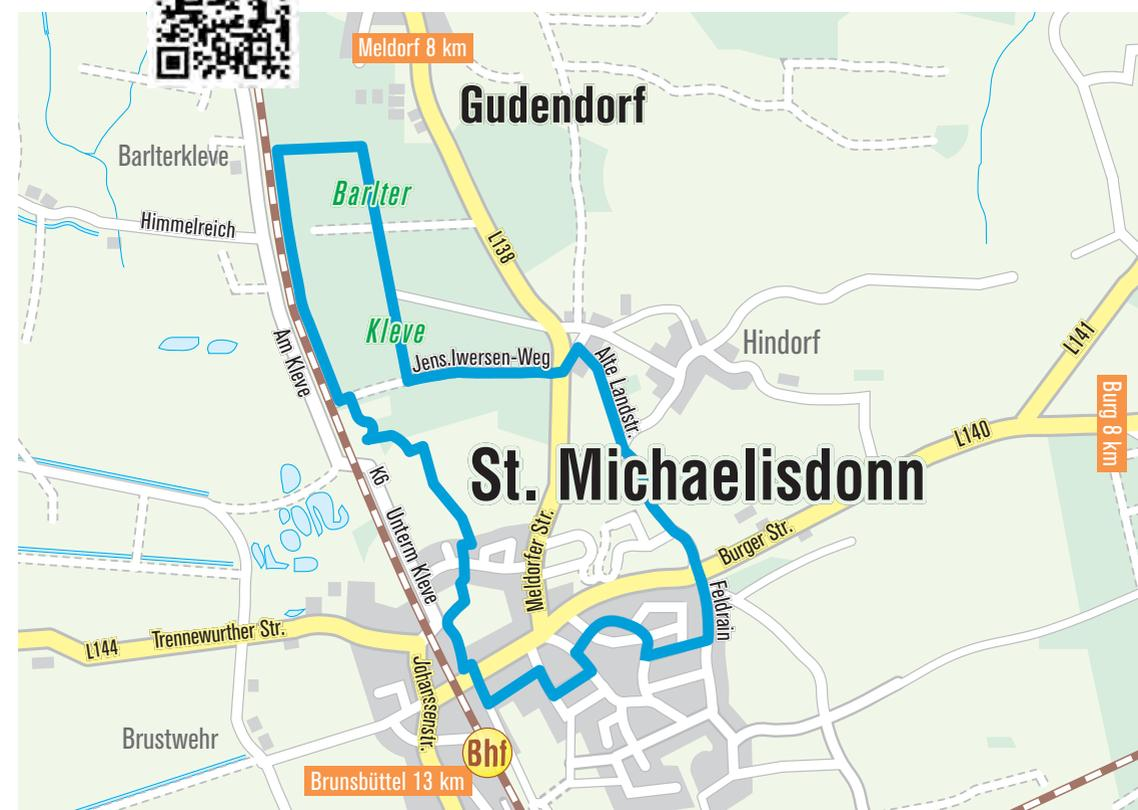 Meldorf 8 km
Gudendorf
Barlterkleve
Barlter
Himmelreich
L138
Kleve
Am Kleve
Jens.Iwersen-Weg
Alte Landstr.
Hindorf
L141
Burg 8 km
L140
St. Michaelisdonn
K6
Unterm Kleve
Meldorfer Str.
Burger Str.
Feldrain
L144
Trennewurther Str.
Johanssenstr.
Brustwehr
Bhf
Brunsbüttel 13 km